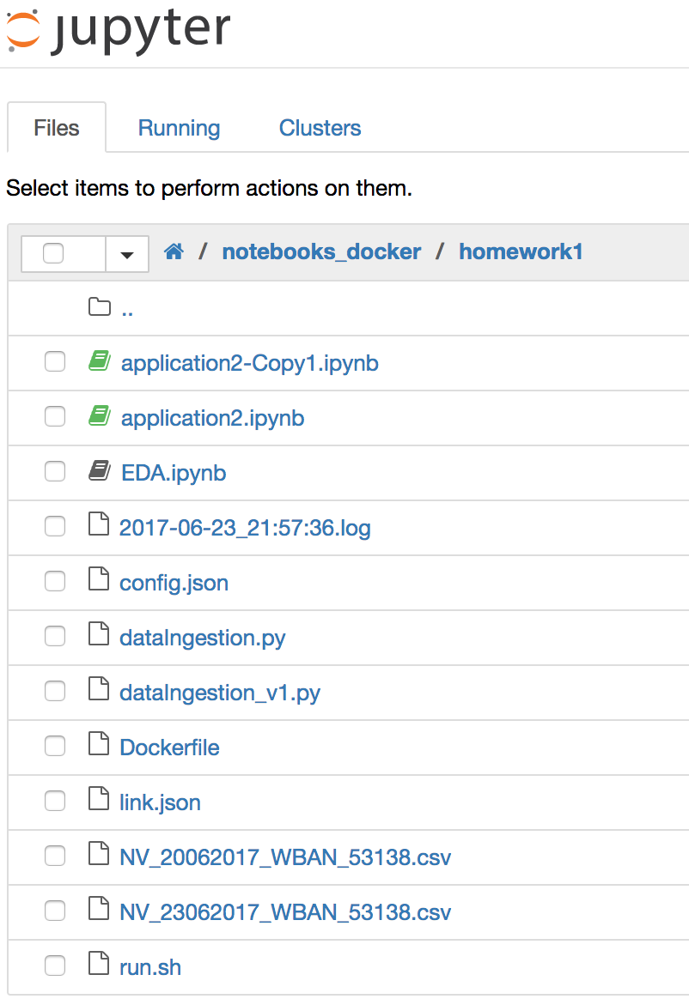 jupyter
Files Running Clusters
Select items to perform actions on them.
/ notebooks_docker / homework1
..
application2-Copy1.ipynb
application2.ipynb
EDA.ipynb
2017-06-23_21:57:36.log
config.json
dataIngestion.py
dataIngestion_v1.py
Dockerfile
link.json
NV_20062017_WBAN_53138.csv
NV_23062017_WBAN_53138.csv
run.sh